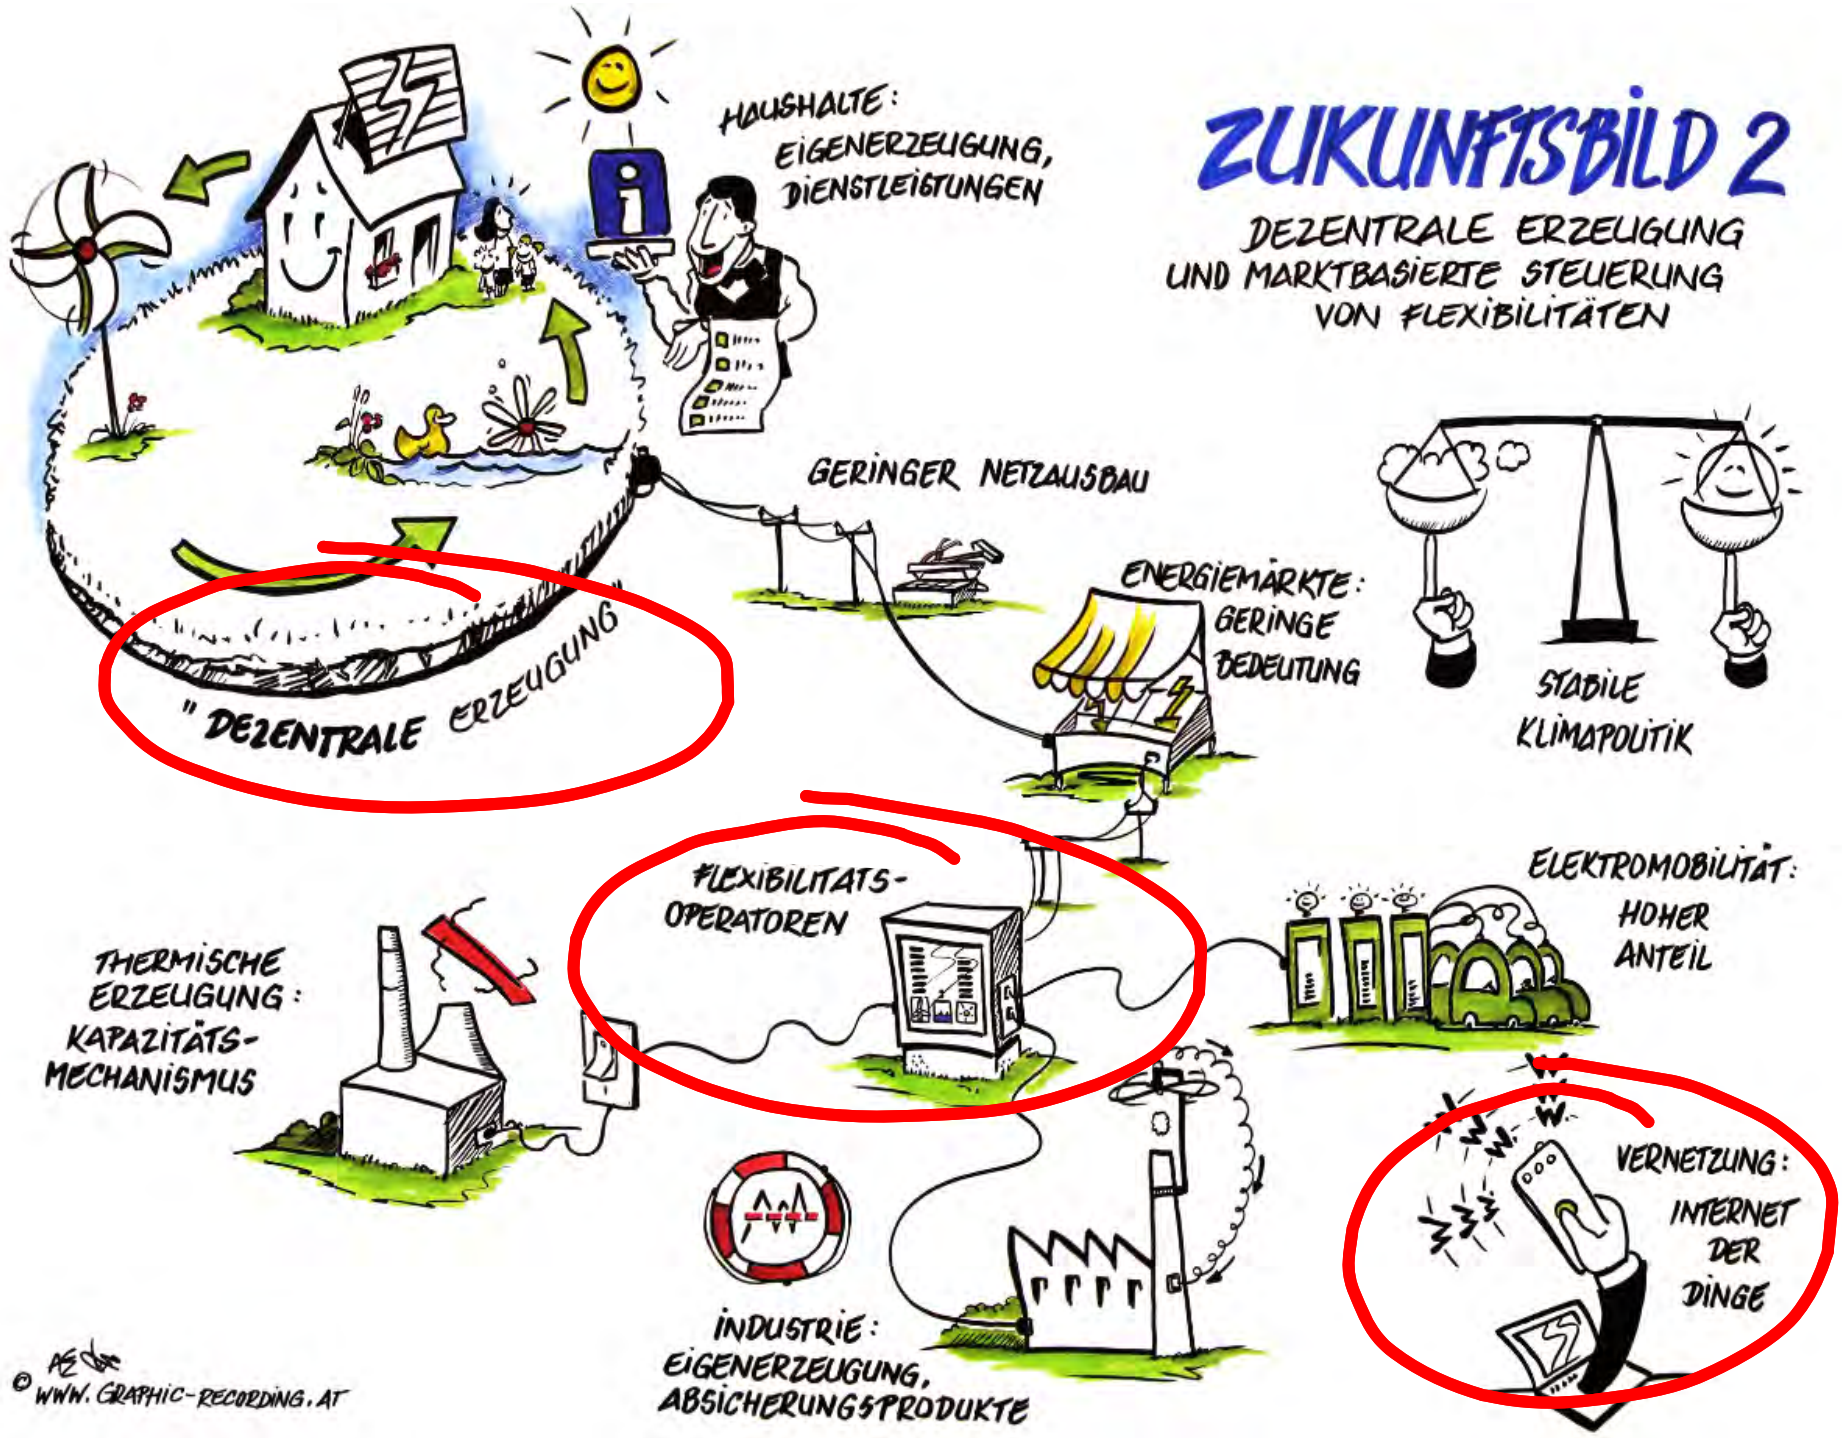 ZUKUNFTSBILD 2
DEZENTRALE ERZEUGUNG
UND MARKTBASIERTE STEUERUNG
VON FLEXIBILITÄTEN
HAUSHALTE:
EIGENERZEUGUNG,
DIENSTLEISTUNGEN
i
GERINGER NETZAUSBAU
ENERGIEMÄRKTE:
GERINGE
BEDEUTUNG
STABILE
KLIMAPOLITIK
"DEZENTRALE ERZEUGUNG"
FLEXIBILITÄTS-
OPERATOREN
ELEKTROMOBILITÄT:
HOHER
ANTEIL
THERMISCHE
ERZEUGUNG:
KAPAZITÄTS-
MECHANISMUS
W
W
W
W W W
W W W
VERNETZUNG:
INTERNET
DER
DINGE
INDUSTRIE:
EIGENERZEUGUNG,
ABSICHERUNGSPRODUKTE
© WWW.GRAPHIC-RECORDING.AT